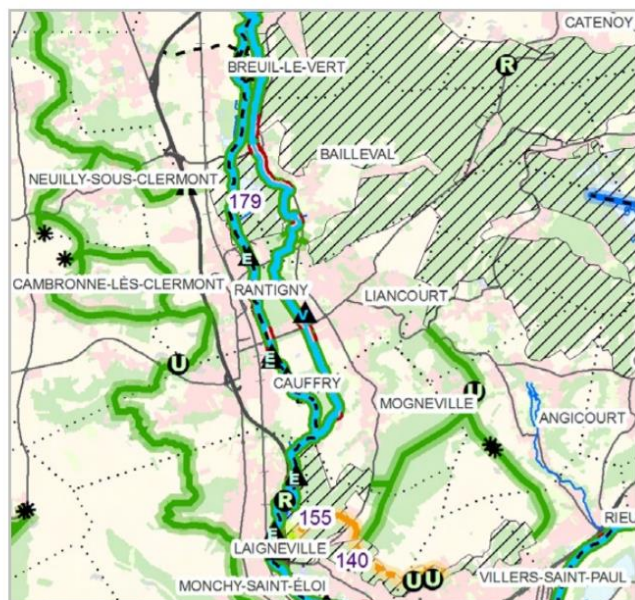 CATENOY
BREUIL-LE-VERT
R
BAILLEVAL
NEUILLY-SOUS-CLERMONT
179
E
CAMBRONNE-LÈS-CLERMONT
RANTIGNY
LIANCOURT
V
E
U
CAUFFRY
U
MOGNEVILLE
ANGICOURT
E
R
155
RIEU
E
LAIGNEVILLE
140
UU
VILLERS-SAINT-PAUL
MONCHY-SAINT-ÉLOI